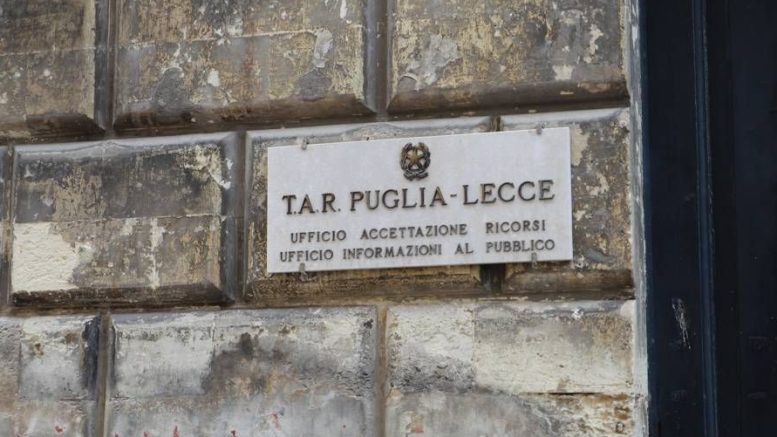 T.A.R. PUGLIA-LECCE
UFFICIO ACCETTAZIONE RICORSI
UFFICIO INFORMAZIONI AL PUBBLICO